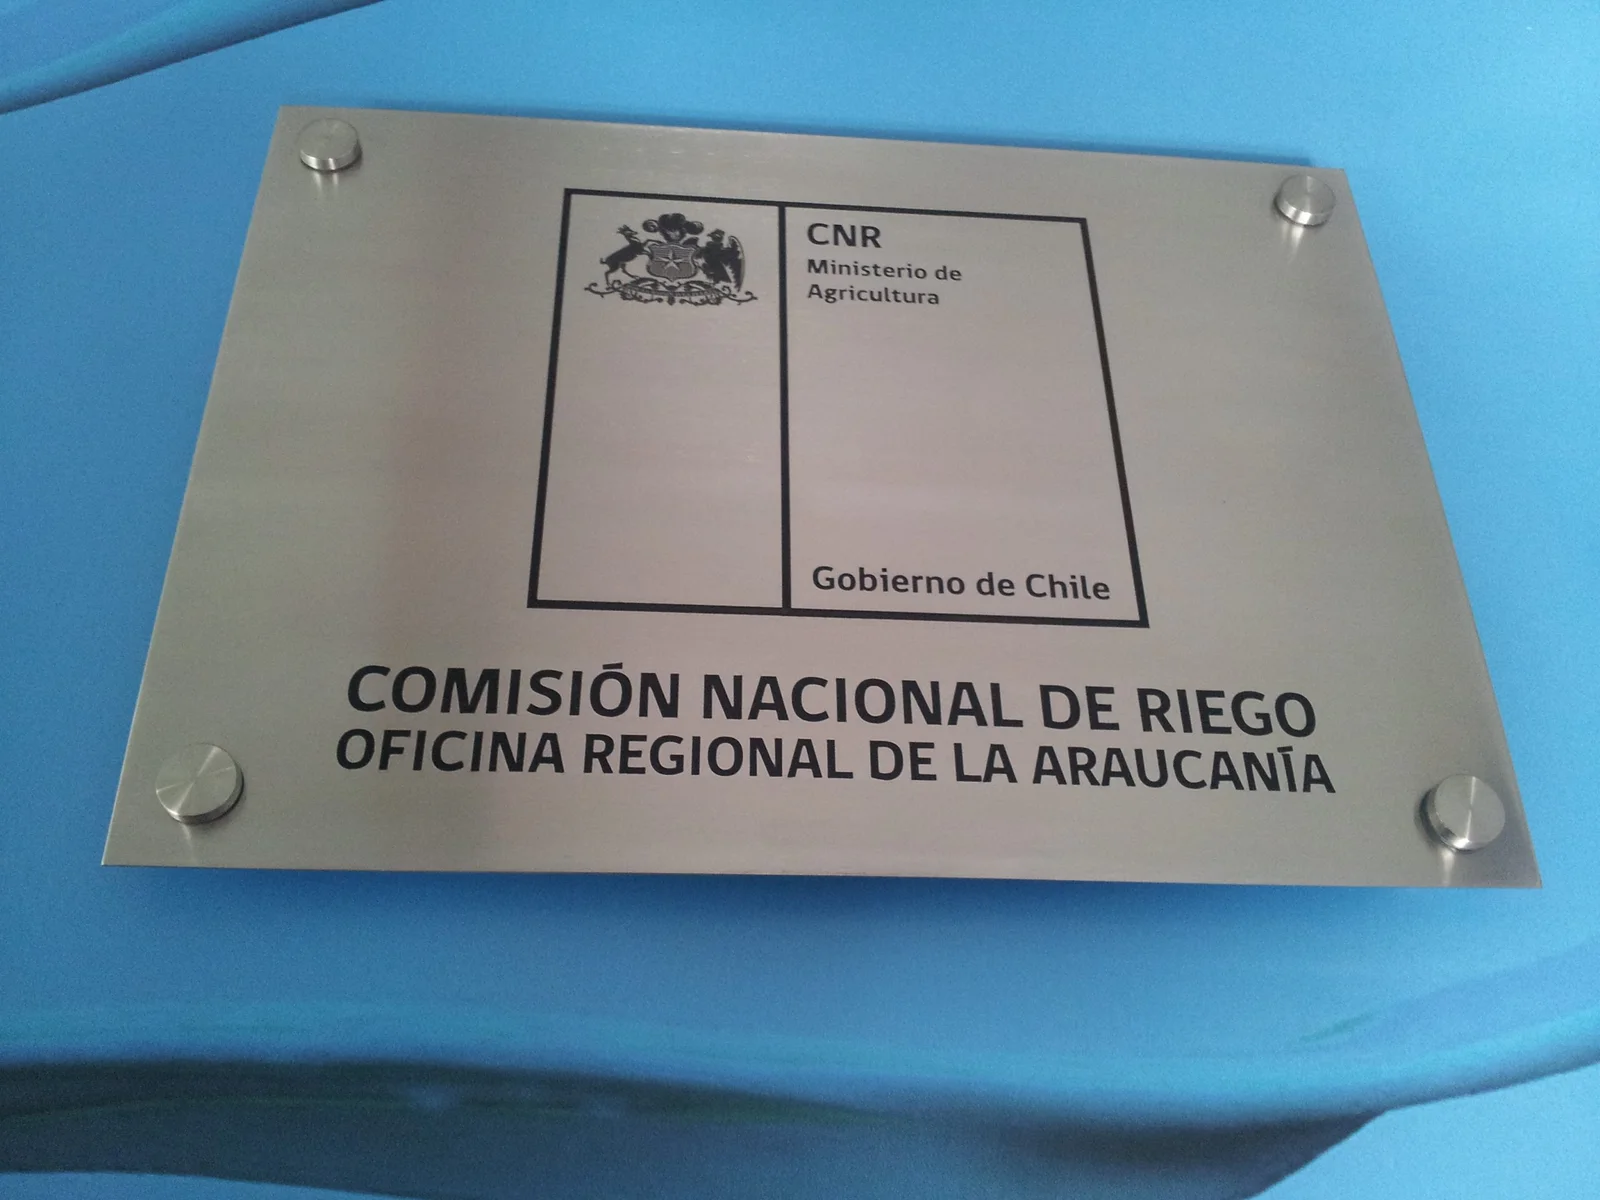 CNR
Ministerio de
Agricultura
Gobierno de Chile
COMISIÓN NACIONAL DE RIEGO
OFICINA REGIONAL DE LA ARAUCANÍA